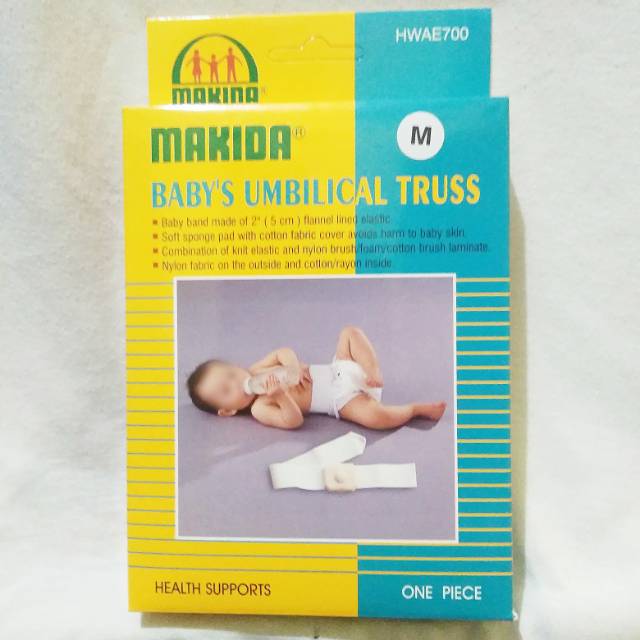 HWAE700
MAKIDA®
MAKIDA®
M
BABY'S UMBILICAL TRUSS
▪ Baby band made of 2" ( 5 cm ) flannel lined elastic.
▪ Soft sponge pad with cotton fabric cover avoids harm to baby skin.
▪ Combination of knit elastic and nylon brush/foam/cotton brush laminate.
▪ Nylon fabric on the outside and cotton/rayon inside.
HEALTH SUPPORTS
ONE PIECE